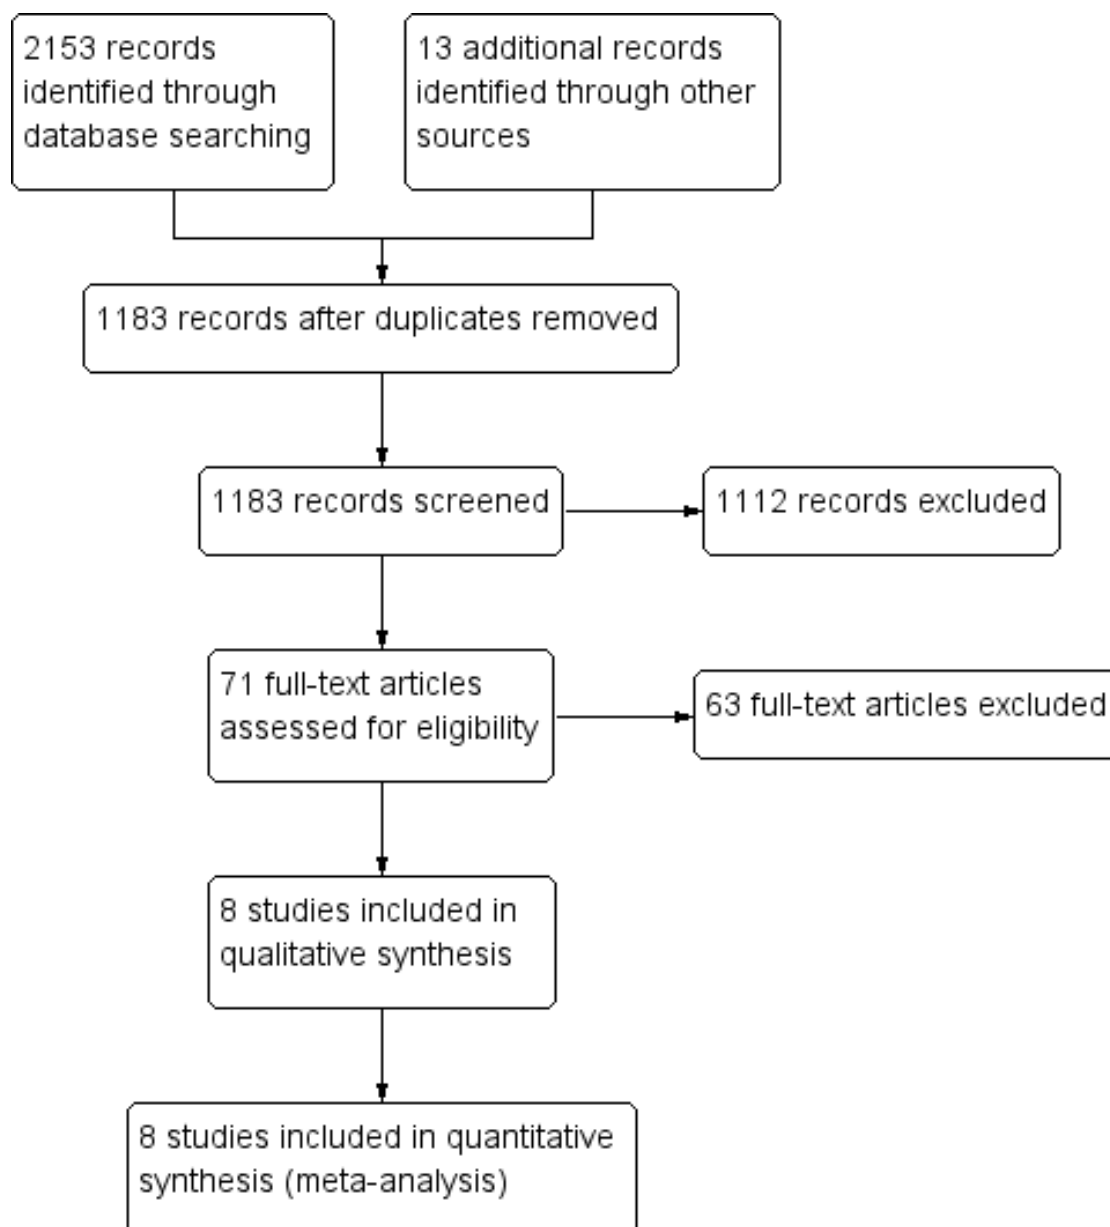 2153 records
identified through
database searching
13 additional records
identified through other
sources
1183 records after duplicates removed
1183 records screened
1112 records excluded
71 full-text articles
assessed for eligibility
63 full-text articles excluded
8 studies included in
qualitative synthesis
8 studies included in quantitative
synthesis (meta-analysis)